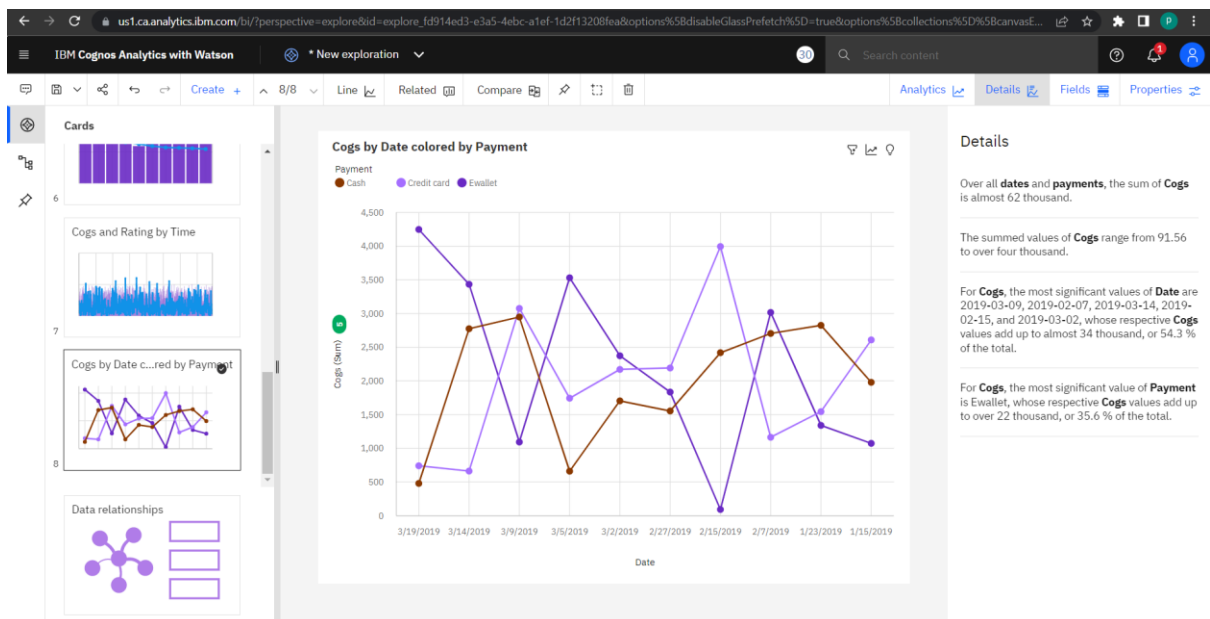 us1.ca.analytics.ibm.com/bi/?perspective=explore&id=explore_fd914ed3-e3a5-4ebc-a1ef-1d2f13208fea&options%5BdisableGlassPrefetch%5D=true&options%5Bcollections%5D%5BcanvasE...
P
IBM Cognos Analytics with Watson
* New exploration
30
Search content
1
Create +
8/8
Line
Related
Compare
Analytics
Details
Fields
Properties
Cards
6
Cogs and Rating by Time
7
Cogs by Date c...red by Payment
8
Data relationships
Cogs by Date colored by Payment
Payment
Cash
Credit card
Ewallet
4,500
4,000
3,500
3,000
2,500
2,000
1,500
1,000
500
0
Cogs (Sum)
3/19/2019
3/14/2019
3/9/2019
3/5/2019
3/2/2019
2/27/2019
2/15/2019
2/7/2019
1/23/2019
1/15/2019
Date
Details
Over all dates and payments, the sum of Cogs
is almost 62 thousand.
The summed values of Cogs range from 91.56
to over four thousand.
For Cogs, the most significant values of Date are
2019-03-09, 2019-02-07, 2019-03-14, 2019-
02-15, and 2019-03-02, whose respective Cogs
values add up to almost 34 thousand, or 54.3 %
of the total.
For Cogs, the most significant value of Payment
is Ewallet, whose respective Cogs values add up
to over 22 thousand, or 35.6 % of the total.